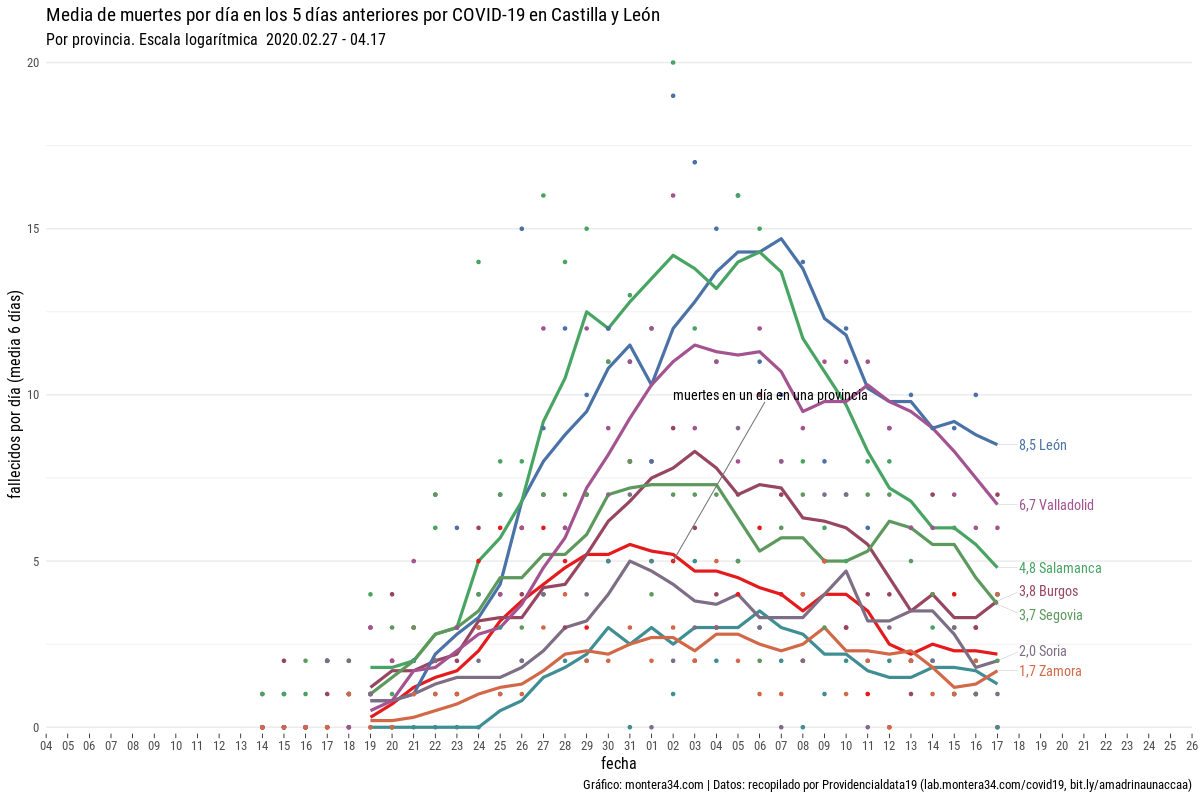 Media de muertes por día en los 5 días anteriores por COVID-19 en Castilla y León
Por provincia. Escala logarítmica  2020.02.27 - 04.17
20
15
10
5
0
fallecidos por día (media 6 días)
muertes en un día en una provincia
8,5 León
6,7 Valladolid
4,8 Salamanca
3,8 Burgos
3,7 Segovia
2,0 Soria
1,7 Zamora
04 05 06 07 08 09 10 11 12 13 14 15 16 17 18 19 20 21 22 23 24 25 26 27 28 29 30 31 01 02 03 04 05 06 07 08 09 10 11 12 13 14 15 16 17 18 19 20 21 22 23 24 25 26
fecha
Gráfico: montera34.com | Datos: recopilado por Providencialdata19 (lab.montera34.com/covid19, bit.ly/amadrinaunaccaa)